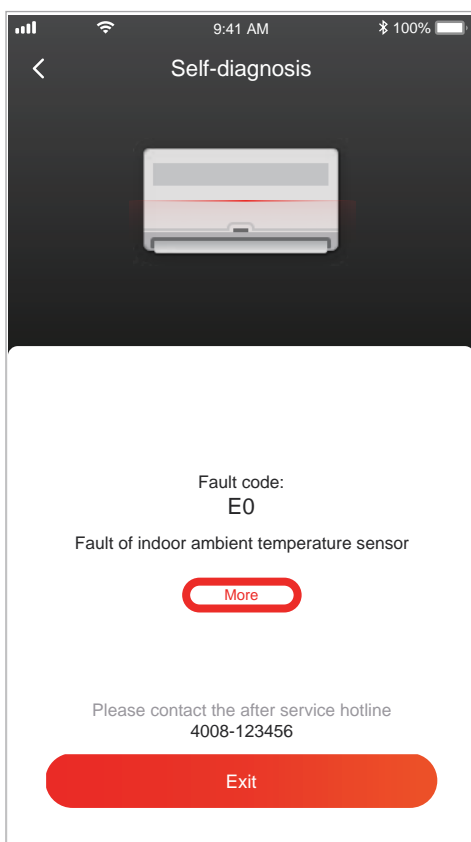 9:41 AM
100%
Self-diagnosis
Fault code:
E0
Fault of indoor ambient temperature sensor
More
Please contact the after service hotline
4008-123456
Exit